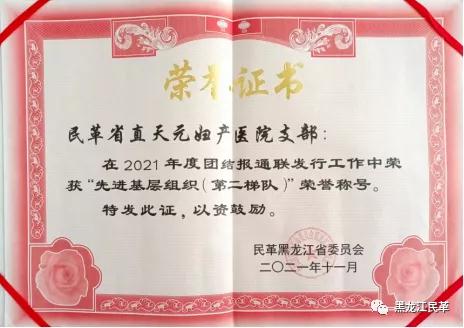 荣誉证书
民革省直天元妇产医院支部：
在2021年度团结报通联发行工作中荣
获“先进基层组织（第二梯队）”荣誉称号。
特发此证，以资鼓励。
民革黑龙江省委员会
二〇二一年十一月
黑龙江民革